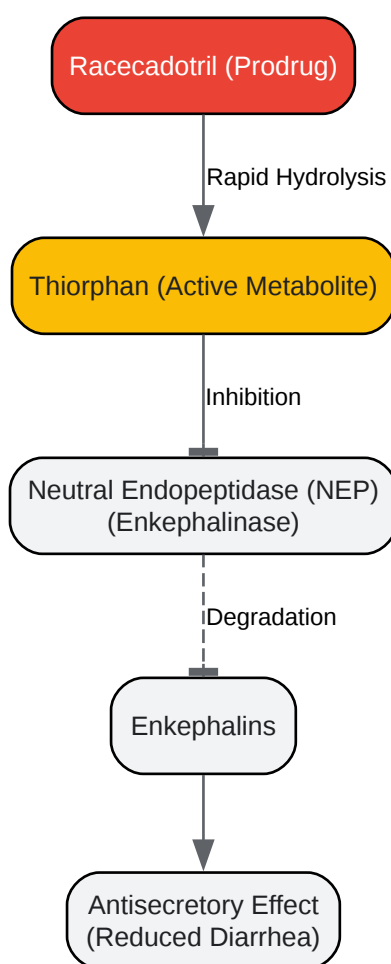 Racecadotril (Prodrug)
Rapid Hydrolysis
Thiorphan (Active Metabolite)
Inhibition
Neutral Endopeptidase (NEP)
(Enkephalinase)
Degradation
Enkephalins
Antisecretory Effect
(Reduced Diarrhea)